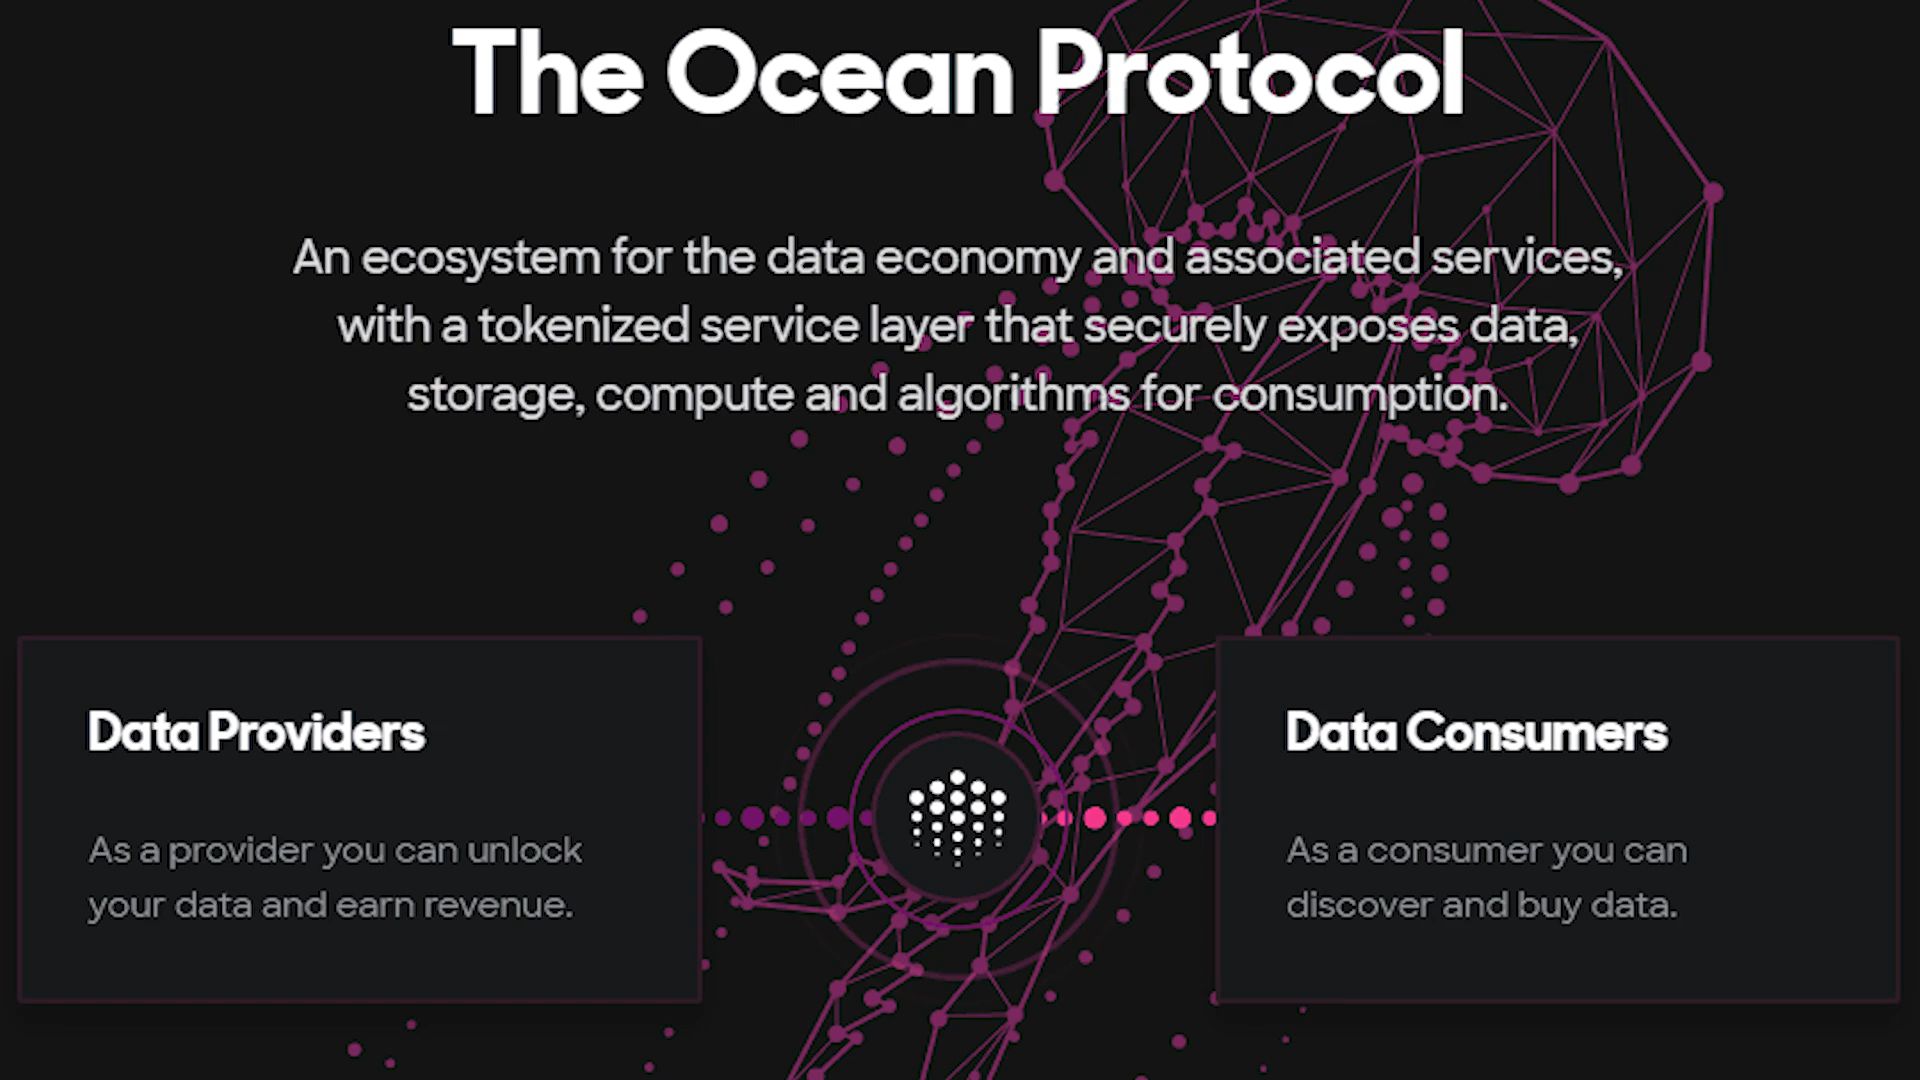 The Ocean Protocol
An ecosystem for the data economy and associated services,
with a tokenized service layer that securely exposes data,
storage, compute and algorithms for consumption.
Data Providers
As a provider you can unlock
your data and earn revenue.
Data Consumers
As a consumer you can
discover and buy data.